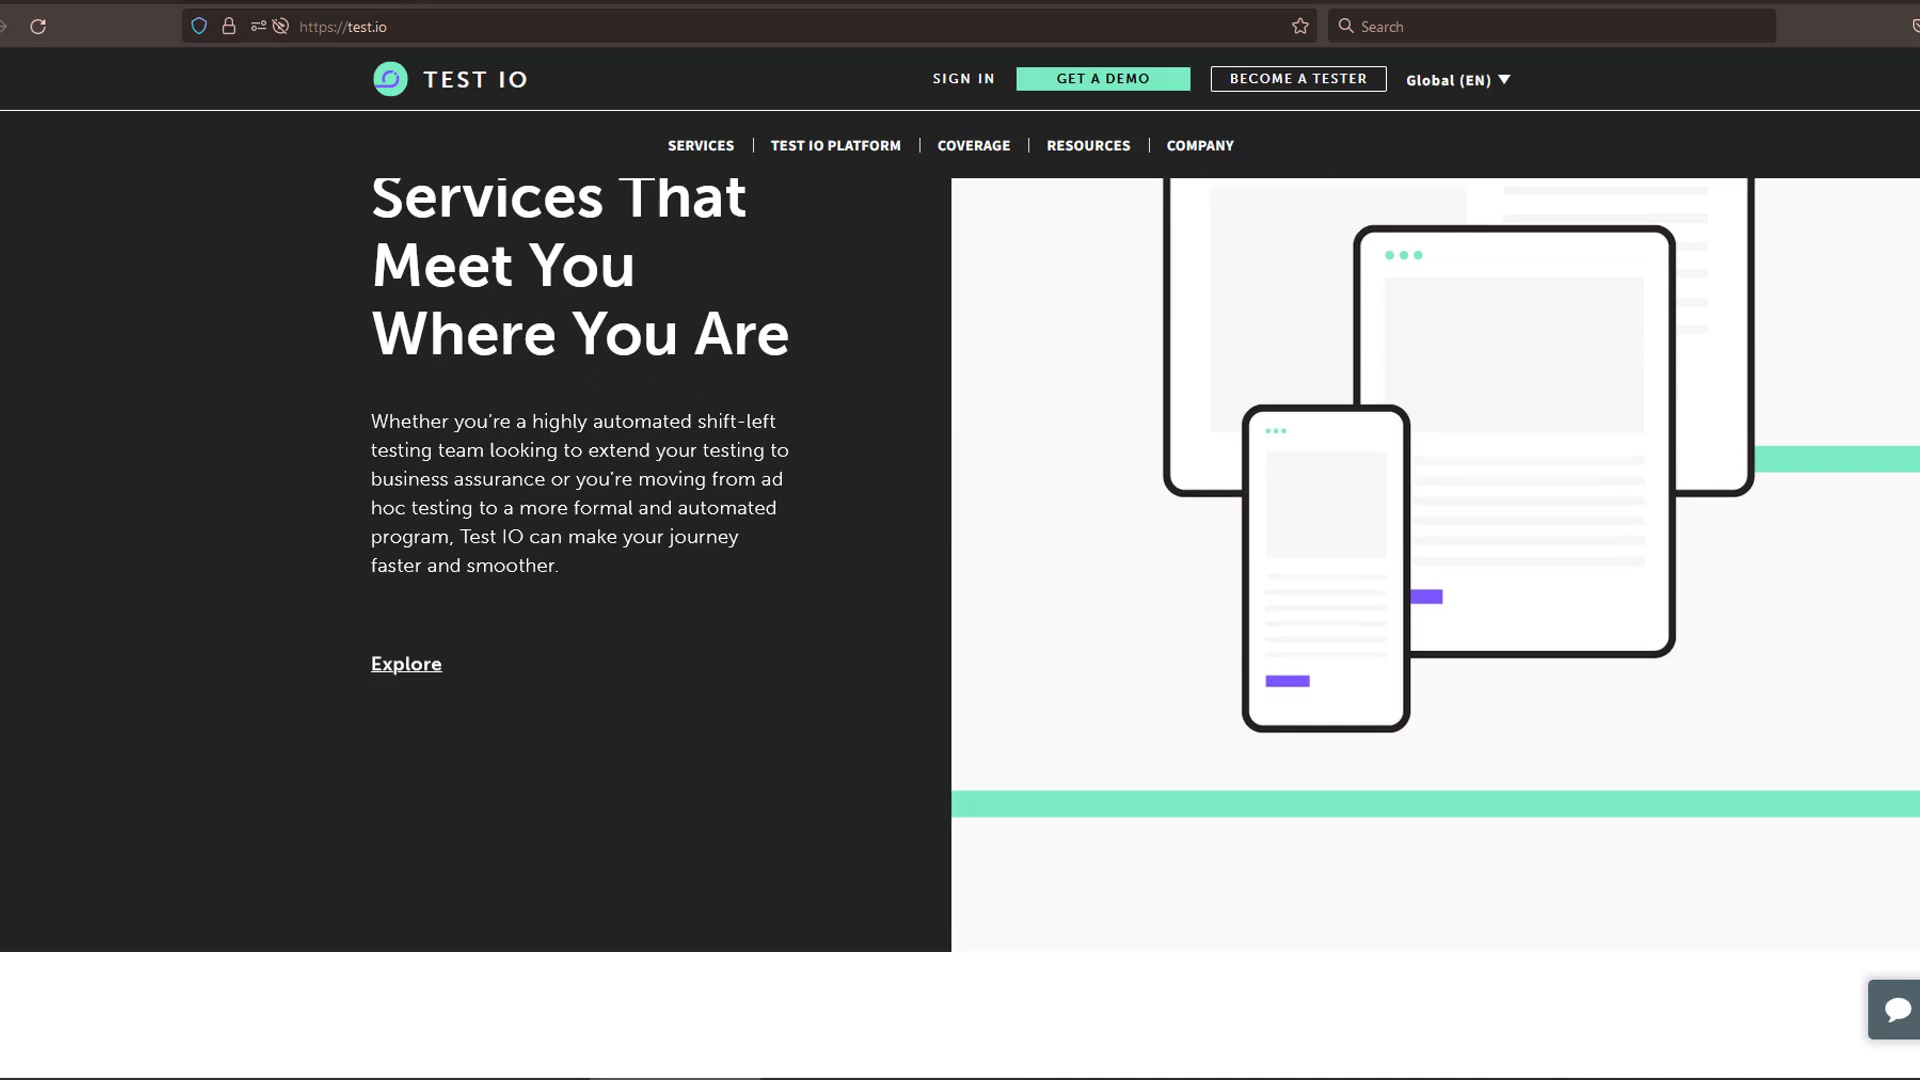 https://test.io
Search
TEST IO
SIGN IN
GET A DEMO
BECOME A TESTER
Global (EN)
SERVICES
TEST IO PLATFORM
COVERAGE
RESOURCES
COMPANY
Services That
Meet You
Where You Are
Whether you’re a highly automated shift-left
testing team looking to extend your testing to
business assurance or you’re moving from ad
hoc testing to a more formal and automated
program, Test IO can make your journey
faster and smoother.
Explore